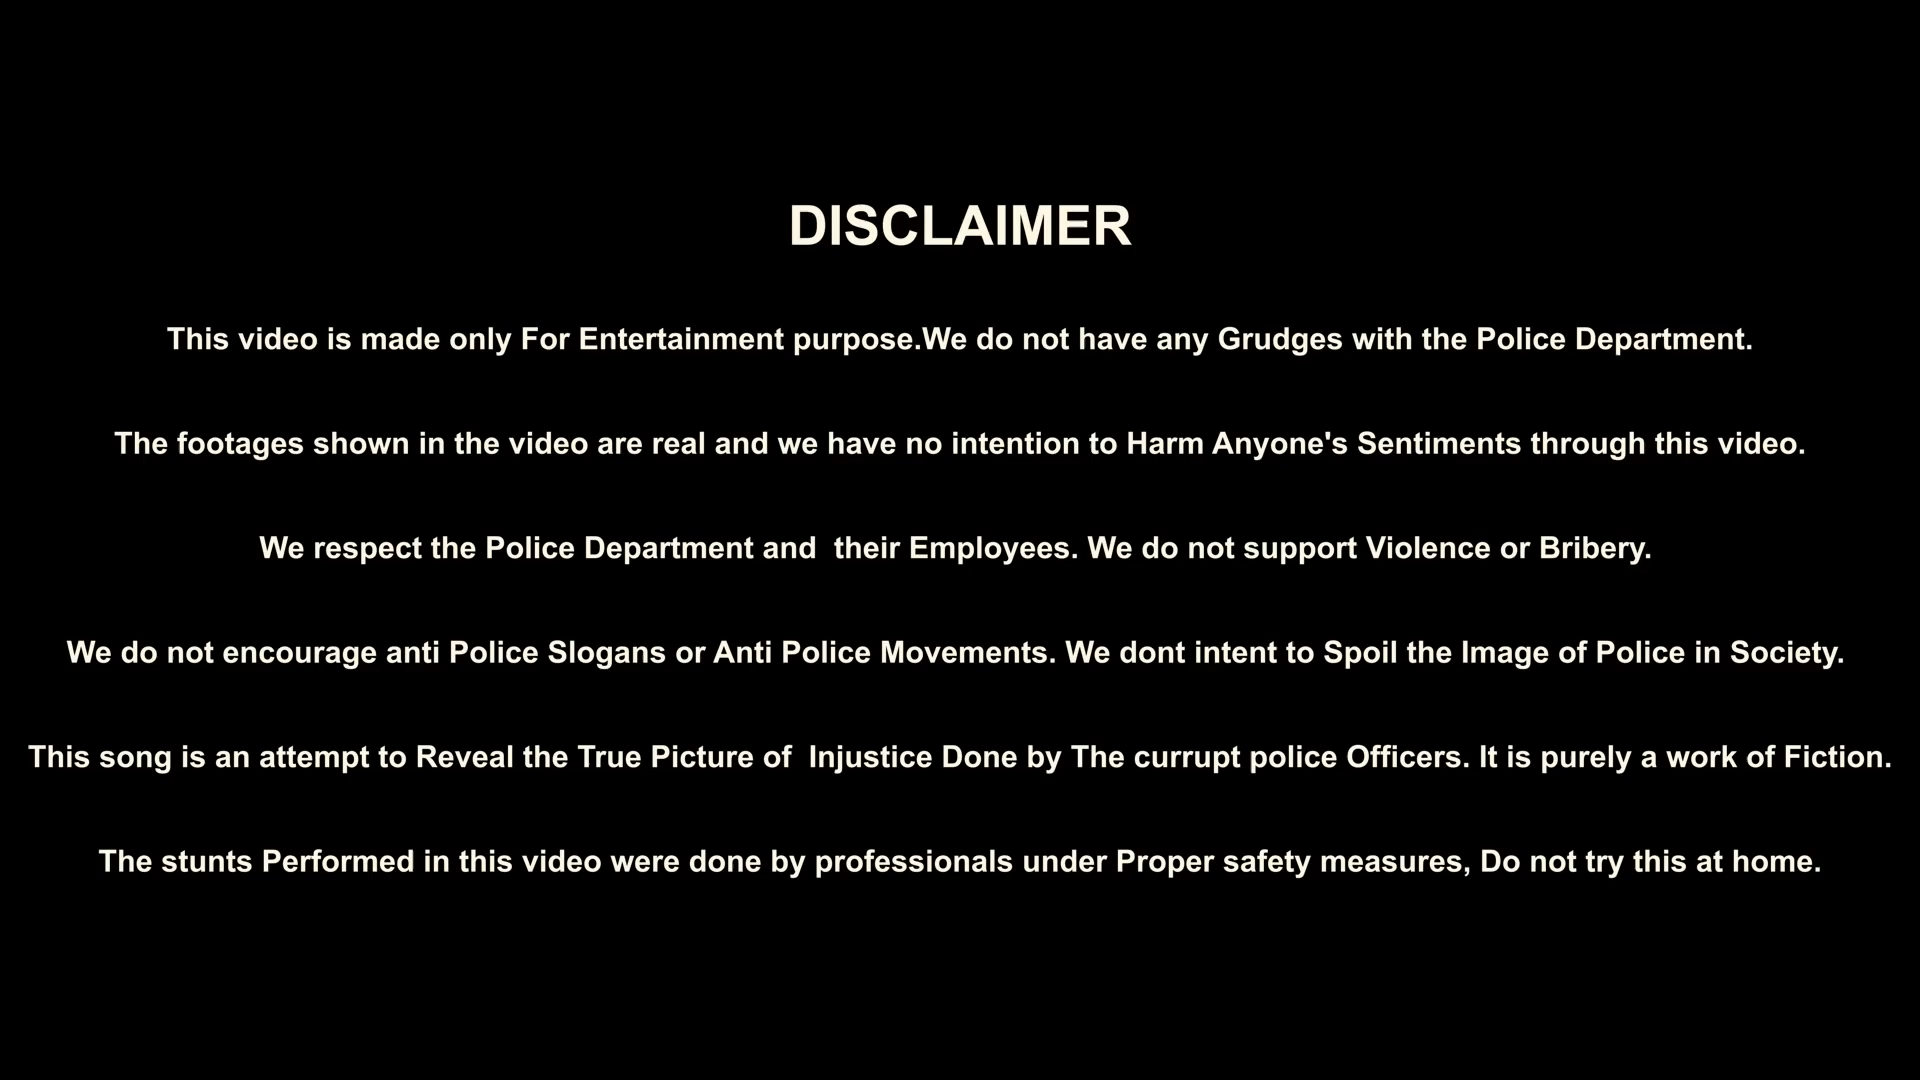 DISCLAIMER
This video is made only For Entertainment purpose.We do not have any Grudges with the Police Department.
The footages shown in the video are real and we have no intention to Harm Anyone's Sentiments through this video.
We respect the Police Department and  their Employees. We do not support Violence or Bribery.
We do not encourage anti Police Slogans or Anti Police Movements. We dont intent to Spoil the Image of Police in Society.
This song is an attempt to Reveal the True Picture of  Injustice Done by The currupt police Officers. It is purely a work of Fiction.
The stunts Performed in this video were done by professionals under Proper safety measures, Do not try this at home.